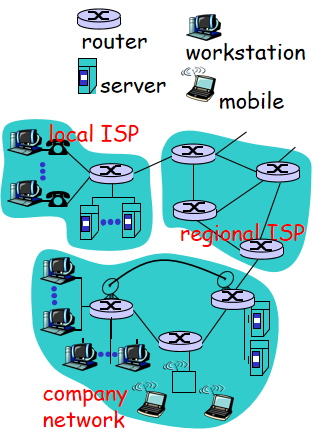 router
workstation
server
mobile
local ISP
regional ISP
company
network